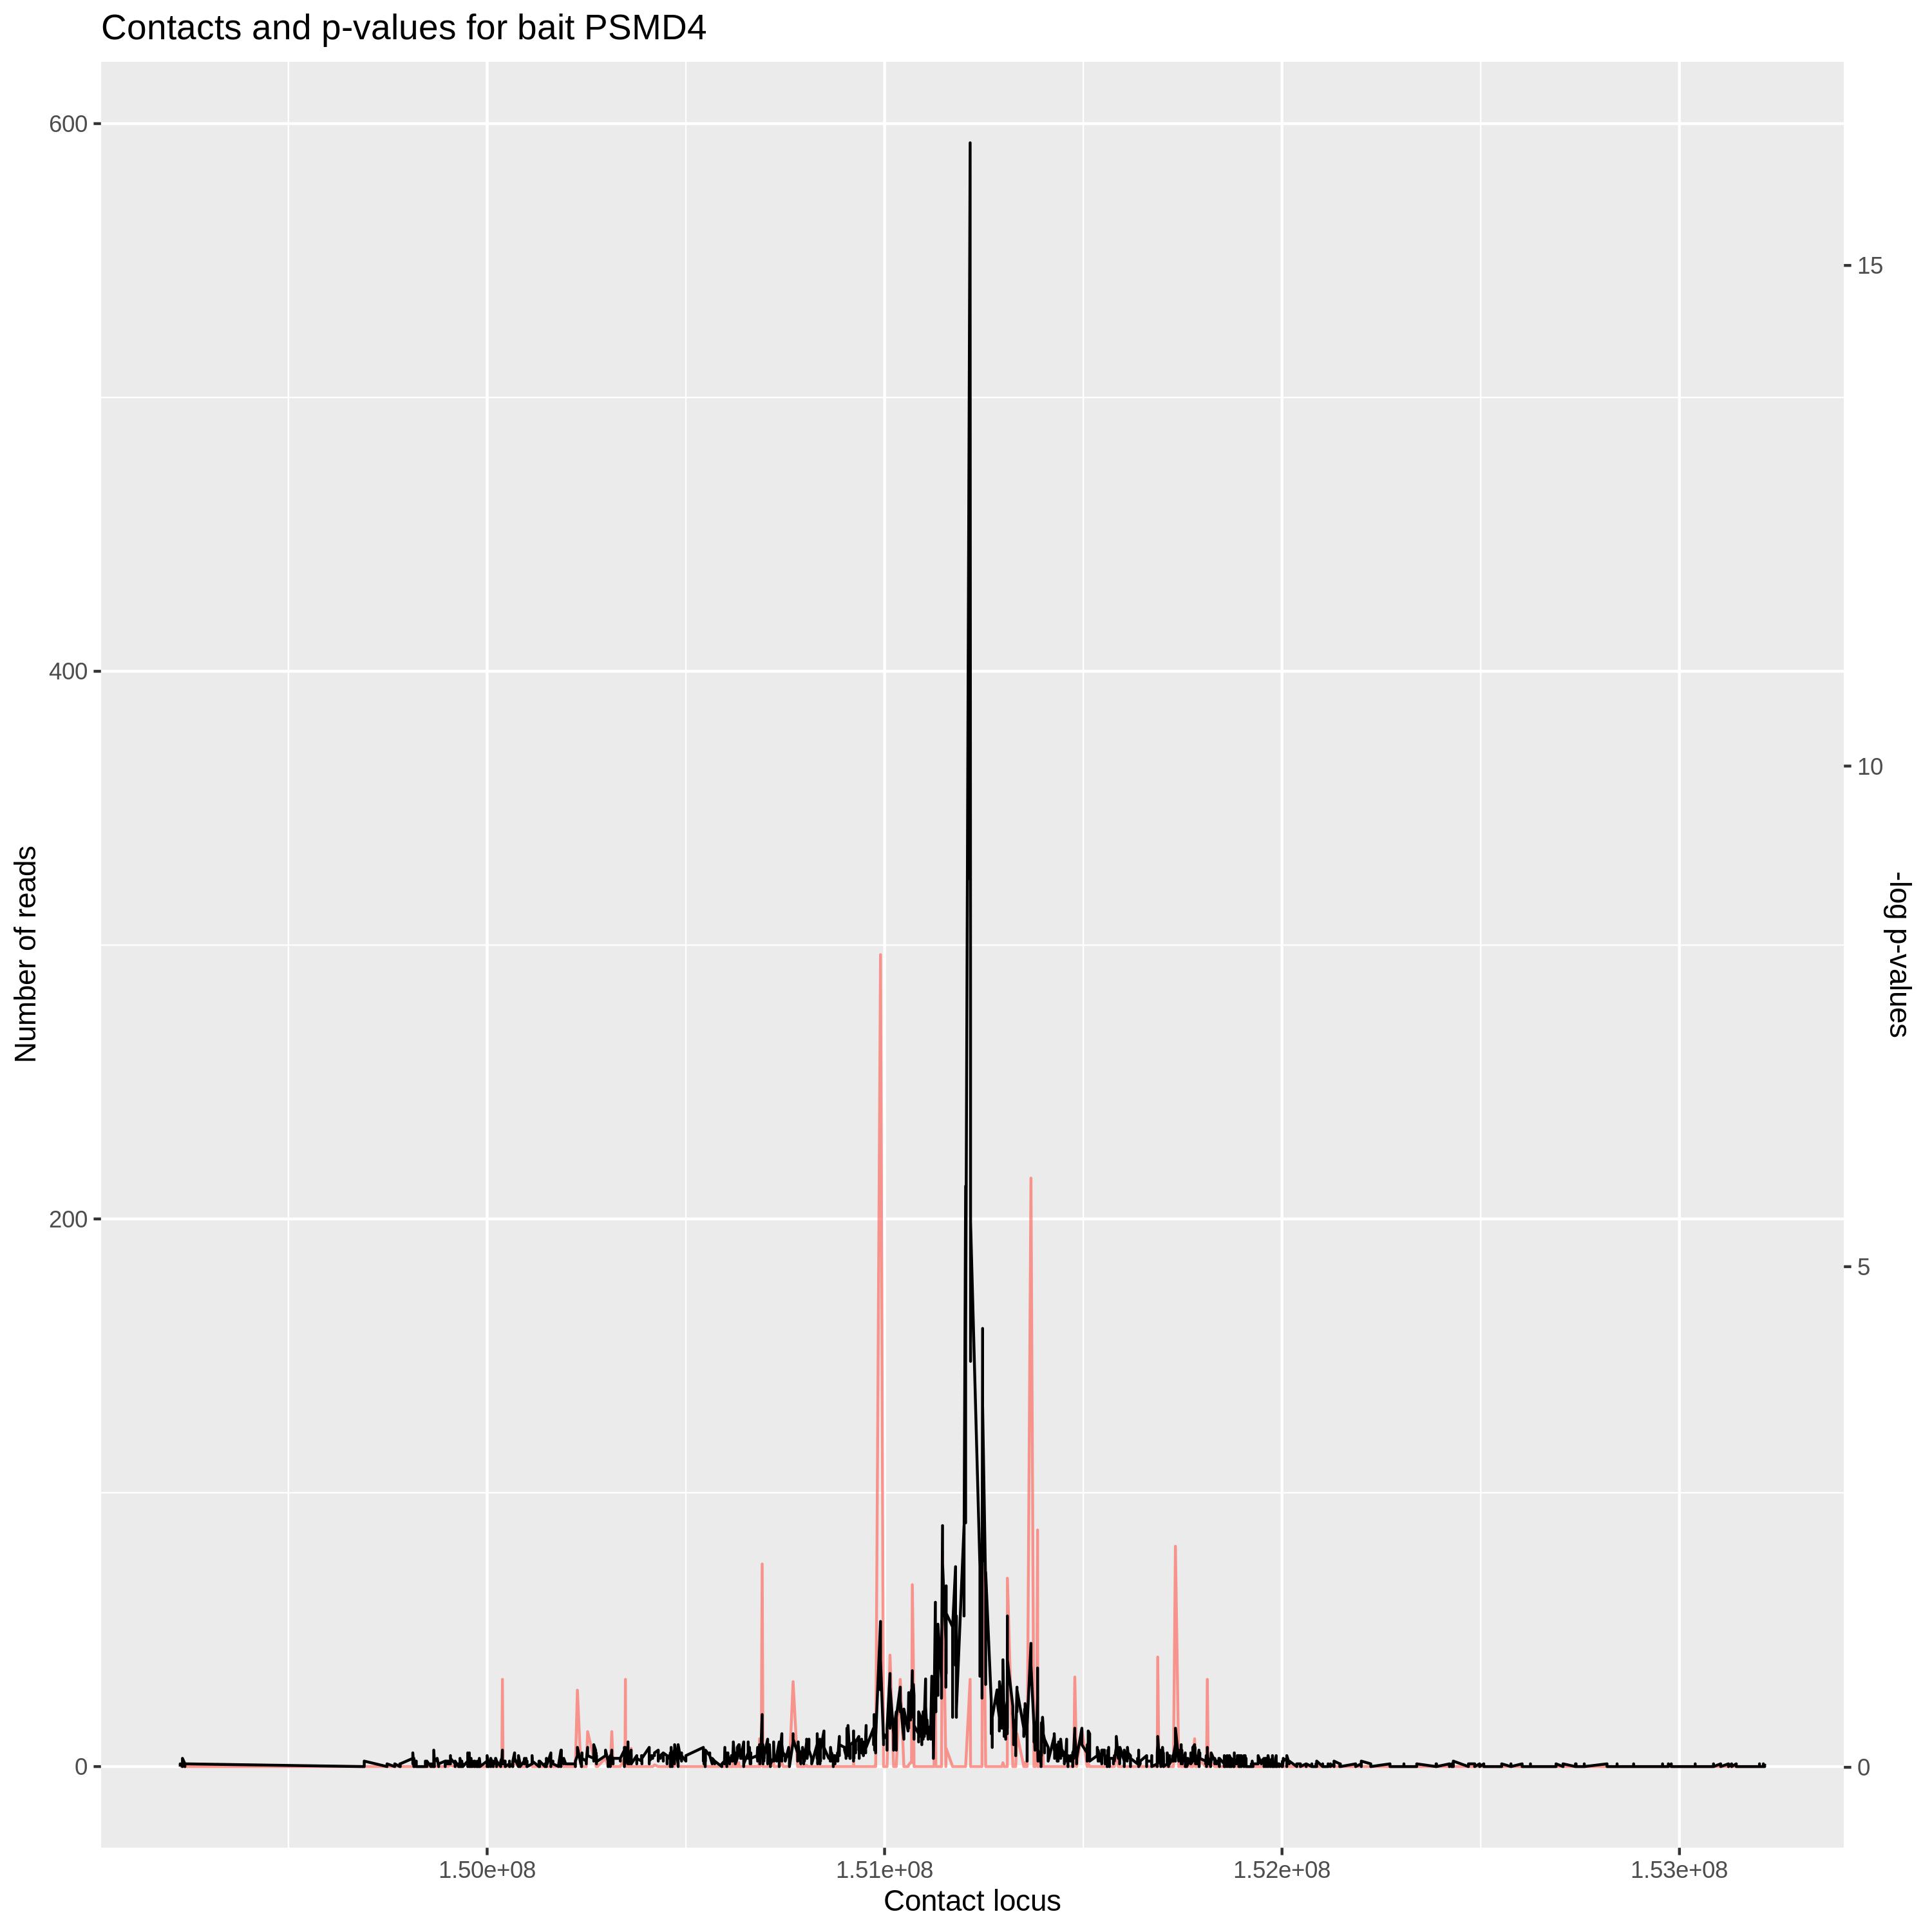 Contacts and p-values for bait PSMD4
600
400
200
0
Number of reads
15
10
5
0
-log p-values
1.50e+08
1.51e+08
1.52e+08
1.53e+08
Contact locus